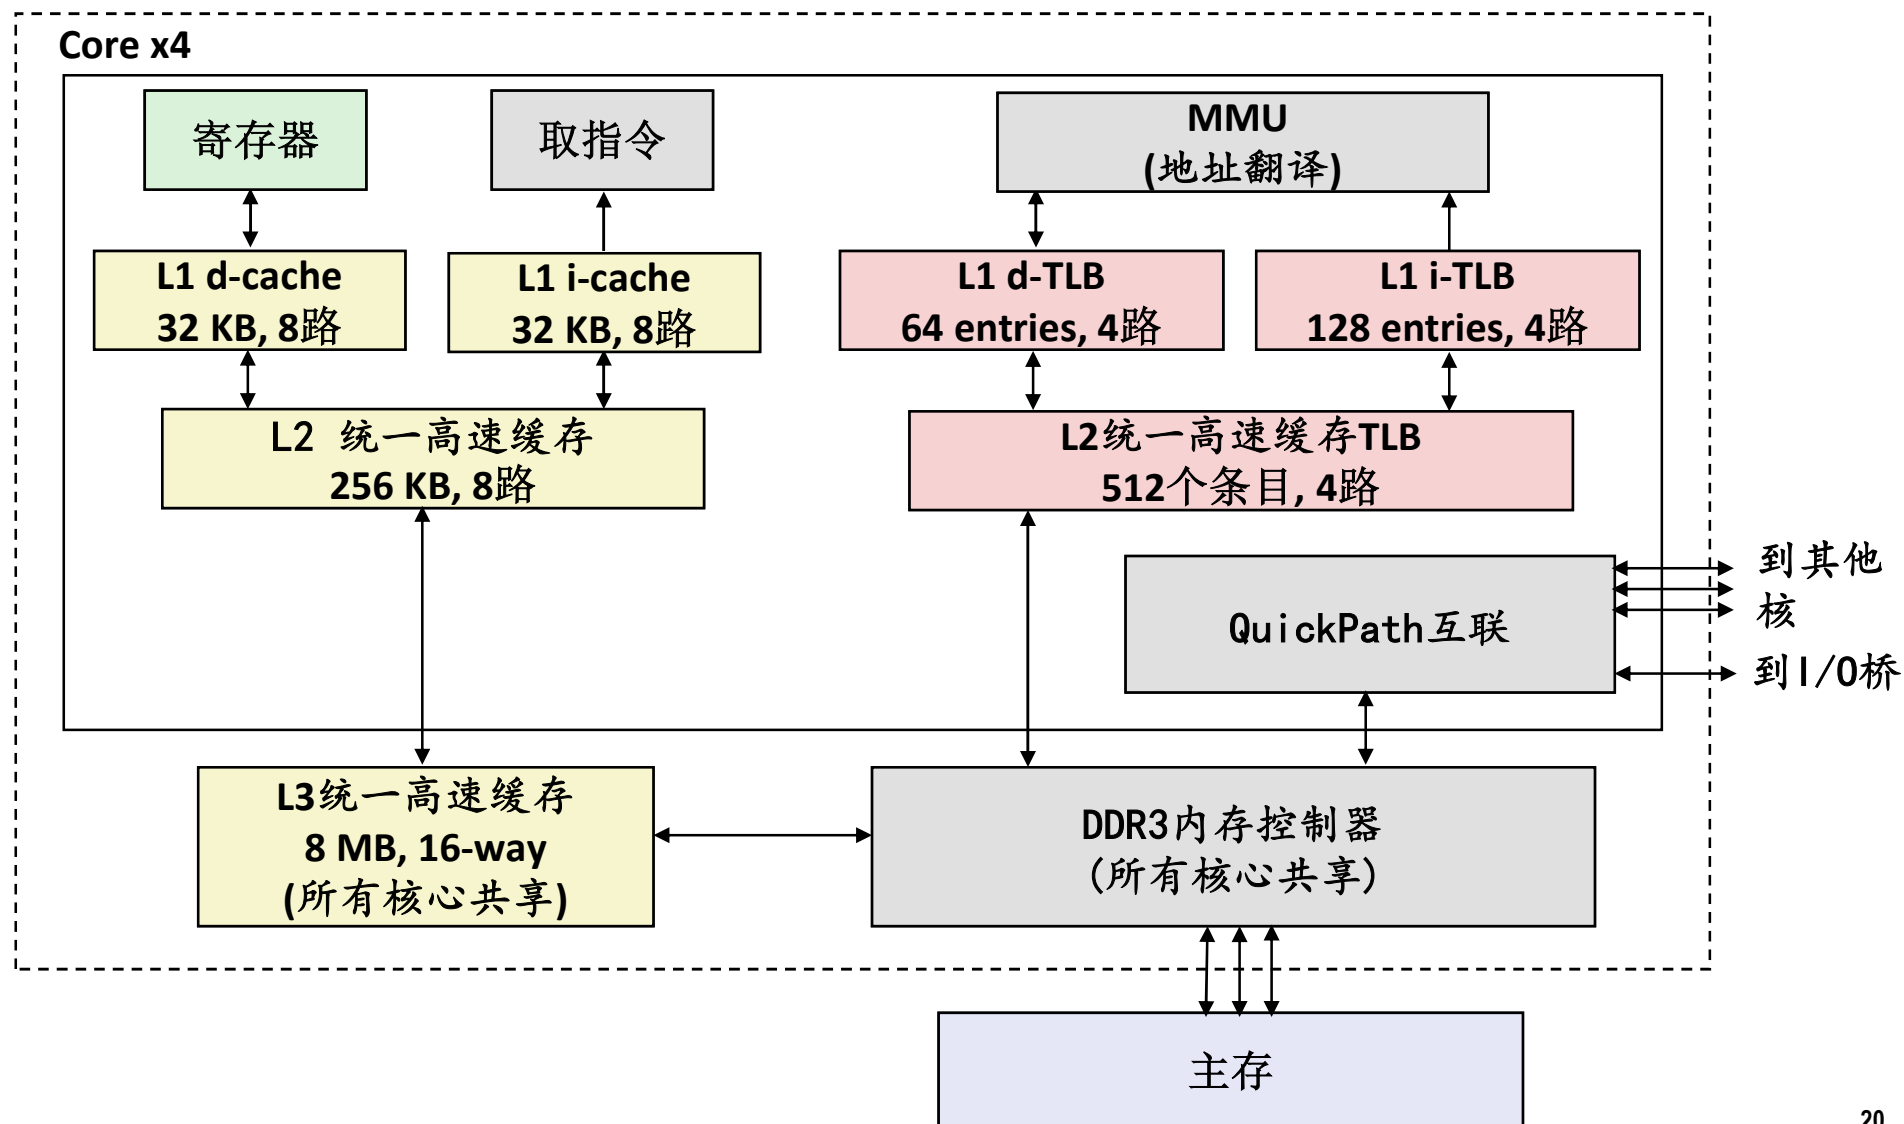 Core x4
寄存器
取指令
MMU
(地址翻译)
L1 d-cache
32 KB, 8路
L1 i-cache
32 KB, 8路
L1 d-TLB
64 entries, 4路
L1 i-TLB
128 entries, 4路
L2 统一高速缓存
256 KB, 8路
L2统一高速缓存TLB
512个条目, 4路
QuickPath互联
到其他
核
到I/O桥
L3统一高速缓存
8 MB, 16-way
(所有核心共享)
DDR3内存控制器
(所有核心共享)
主存
20